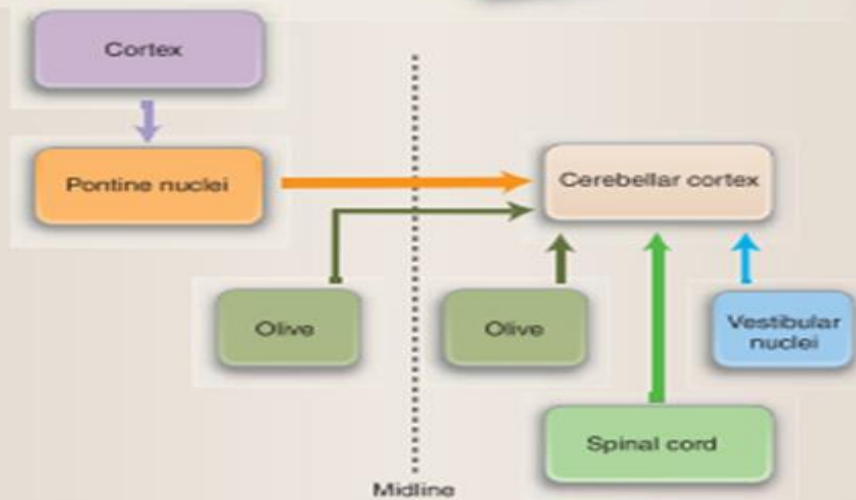 Cortex
Pontine nuclei
Cerebellar cortex
Olive
Olive
Vestibular
nuclei
Spinal cord
Midline